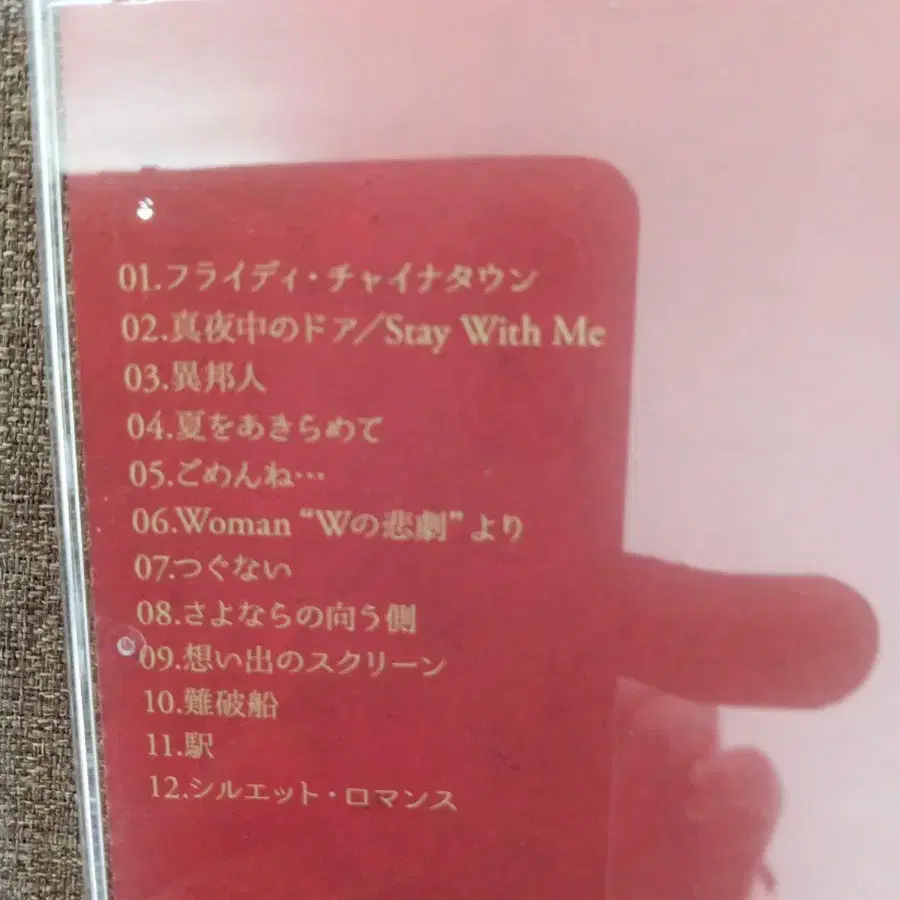 01.フライディ・チャイナタウン
02.真夜中のドア／Stay With Me
03.異邦人
04.夏をあきらめて
05.ごめんね…
06.Woman “Wの悲劇”より
07.つぐない
08.さよならの向う側
09.想い出のスクリーン
10.難破船
11.駅
12.シルエット・ロマンス